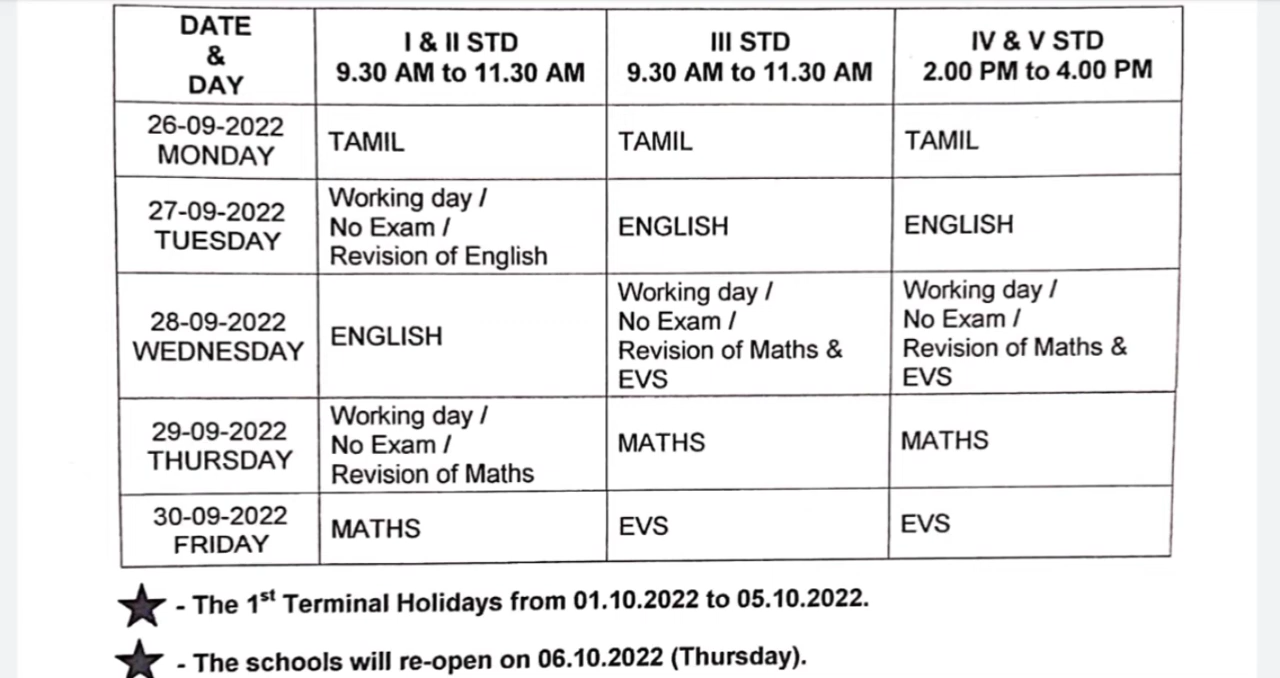 DATE
&
DAY
I & II STD
9.30 AM to 11.30 AM
III STD
9.30 AM to 11.30 AM
IV & V STD
2.00 PM to 4.00 PM
26-09-2022
MONDAY
TAMIL
TAMIL
TAMIL
27-09-2022
TUESDAY
Working day /
No Exam /
Revision of English
ENGLISH
ENGLISH
28-09-2022
WEDNESDAY
ENGLISH
Working day /
No Exam /
Revision of Maths &
EVS
Working day /
No Exam /
Revision of Maths &
EVS
29-09-2022
THURSDAY
Working day /
No Exam /
Revision of Maths
MATHS
MATHS
30-09-2022
FRIDAY
MATHS
EVS
EVS
- The 1st Terminal Holidays from 01.10.2022 to 05.10.2022.
- The schools will re-open on 06.10.2022 (Thursday).